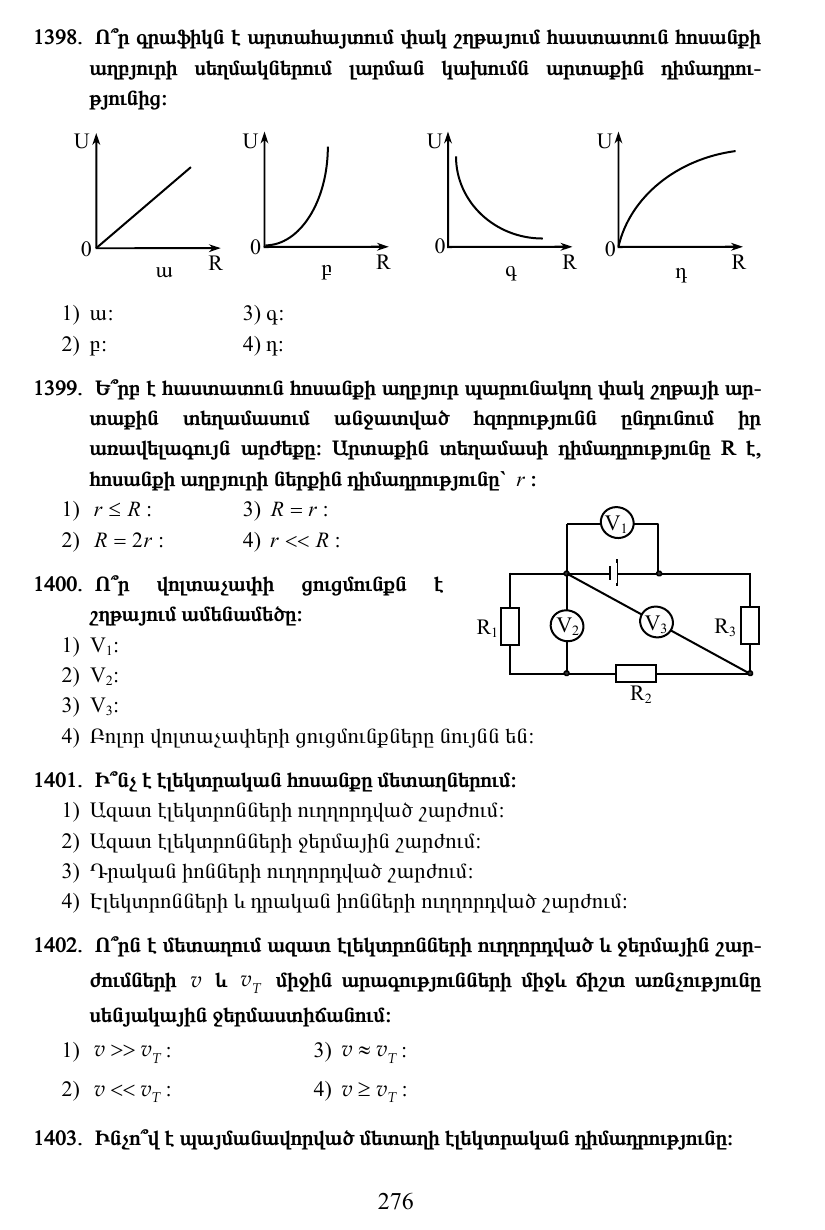 1398. Ո՞ր գրաֆիկն է արտահայտում փակ շղթայում հաստատուն հոսանքի
աղբյուրի սեղմակներում լարման կախումն արտաքին դիմադրու-
թյունից:
U U U U
0 R 0 R 0 R 0 R
ա բ գ դ
1) ա: 3) գ:
2) բ: 4) դ:
1399. Ե՞րբ է հաստատուն հոսանքի աղբյուր պարունակող փակ շղթայի ար-
տաքին տեղամասում անջատված հզորությունն ընդունում իր
առավելագույն արժեքը: Արտաքին տեղամասի դիմադրությունը R է,
հոսանքի աղբյուրի ներքին դիմադրությունը՝ r :
1) r ≤ R : 3) R = r :
2) R = 2r : 4) r << R :
1400. Ո՞ր վոլտաչափի ցուցմունքն է
շղթայում ամենամեծը:
1) V₁:
2) V₂:
3) V₃:
4) Բոլոր վոլտաչափերի ցուցմունքները նույնն են:
V₁
R₁ V₂ V₃ R₃
R₂
1401. Ի՞նչ է էլեկտրական հոսանքը մետաղներում:
1) Ազատ էլեկտրոնների ուղղորդված շարժում:
2) Ազատ էլեկտրոնների ջերմային շարժում:
3) Դրական իոնների ուղղորդված շարժում:
4) Էլեկտրոնների և դրական իոնների ուղղորդված շարժում:
1402. Ո՞րն է մետաղում ազատ էլեկտրոնների ուղղորդված և ջերմային շար-
ժումների v և v_T միջին արագությունների միջև ճիշտ առնչությունը
սենյակային ջերմաստիճանում:
1) v >> v_T : 3) v ≈ v_T :
2) v << v_T : 4) v ≥ v_T :
1403. Ինչո՞վ է պայմանավորված մետաղի էլեկտրական դիմադրությունը:
276